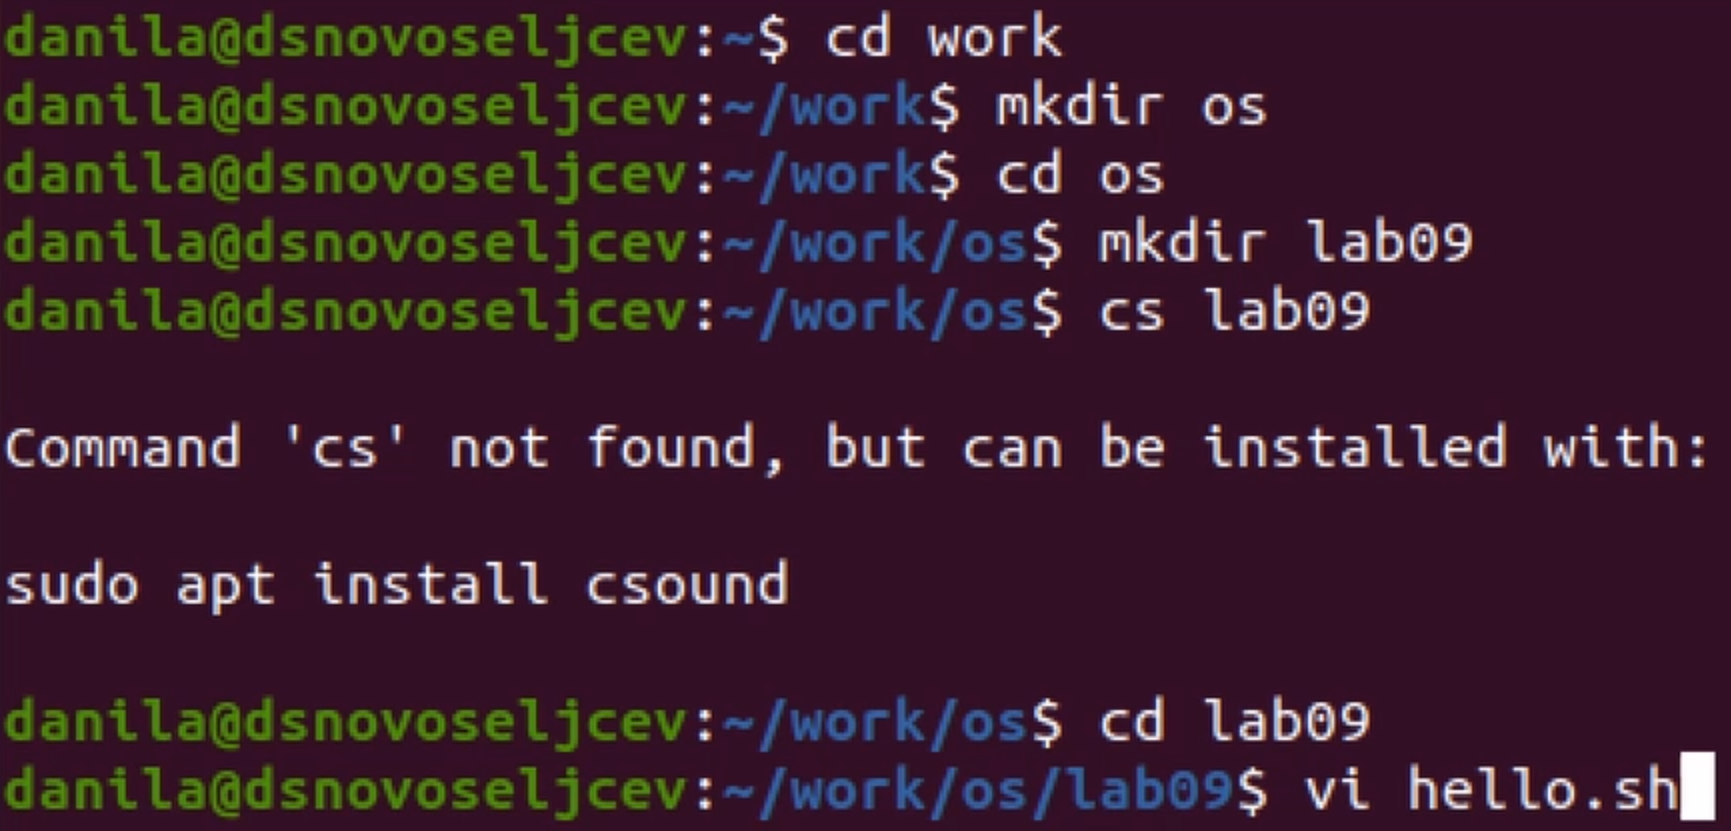 danila@dsnovoseljcev:~$ cd work
danila@dsnovoseljcev:~/work$ mkdir os
danila@dsnovoseljcev:~/work$ cd os
danila@dsnovoseljcev:~/work/os$ mkdir lab09
danila@dsnovoseljcev:~/work/os$ cs lab09
Command 'cs' not found, but can be installed with:
sudo apt install csound
danila@dsnovoseljcev:~/work/os$ cd lab09
danila@dsnovoseljcev:~/work/os/lab09$ vi hello.sh